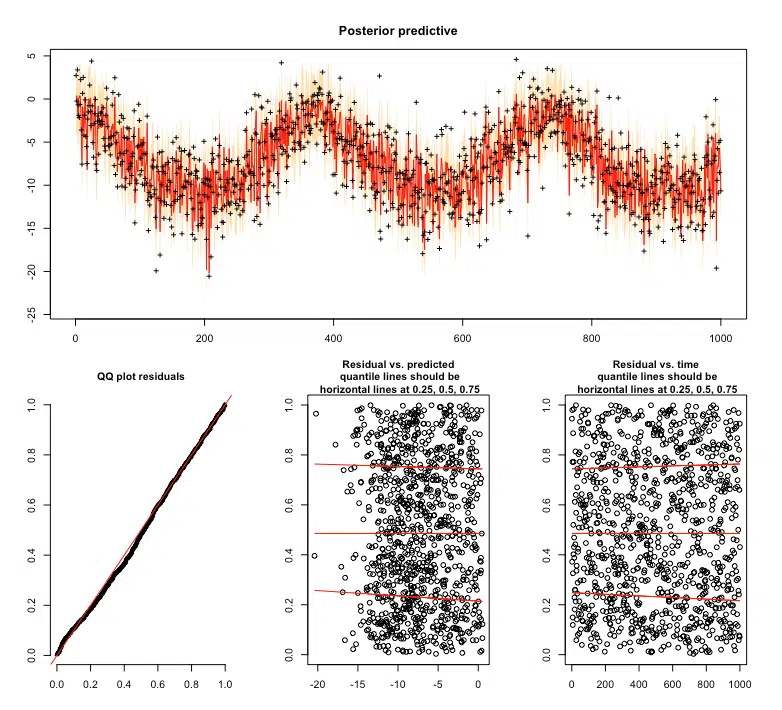 Posterior predictive
5
0
-5
-10
-15
-20
-25
0 200 400 600 800 1000
QQ plot residuals
1.0
0.8
0.6
0.4
0.2
0.0
0.0 0.2 0.4 0.6 0.8 1.0
Residual vs. predicted
quantile lines should be
horizontal lines at 0.25, 0.5, 0.75
1.0
0.8
0.6
0.4
0.2
0.0
-20 -15 -10 -5 0
Residual vs. time
quantile lines should be
horizontal lines at 0.25, 0.5, 0.75
1.0
0.8
0.6
0.4
0.2
0.0
0 200 400 600 800 1000